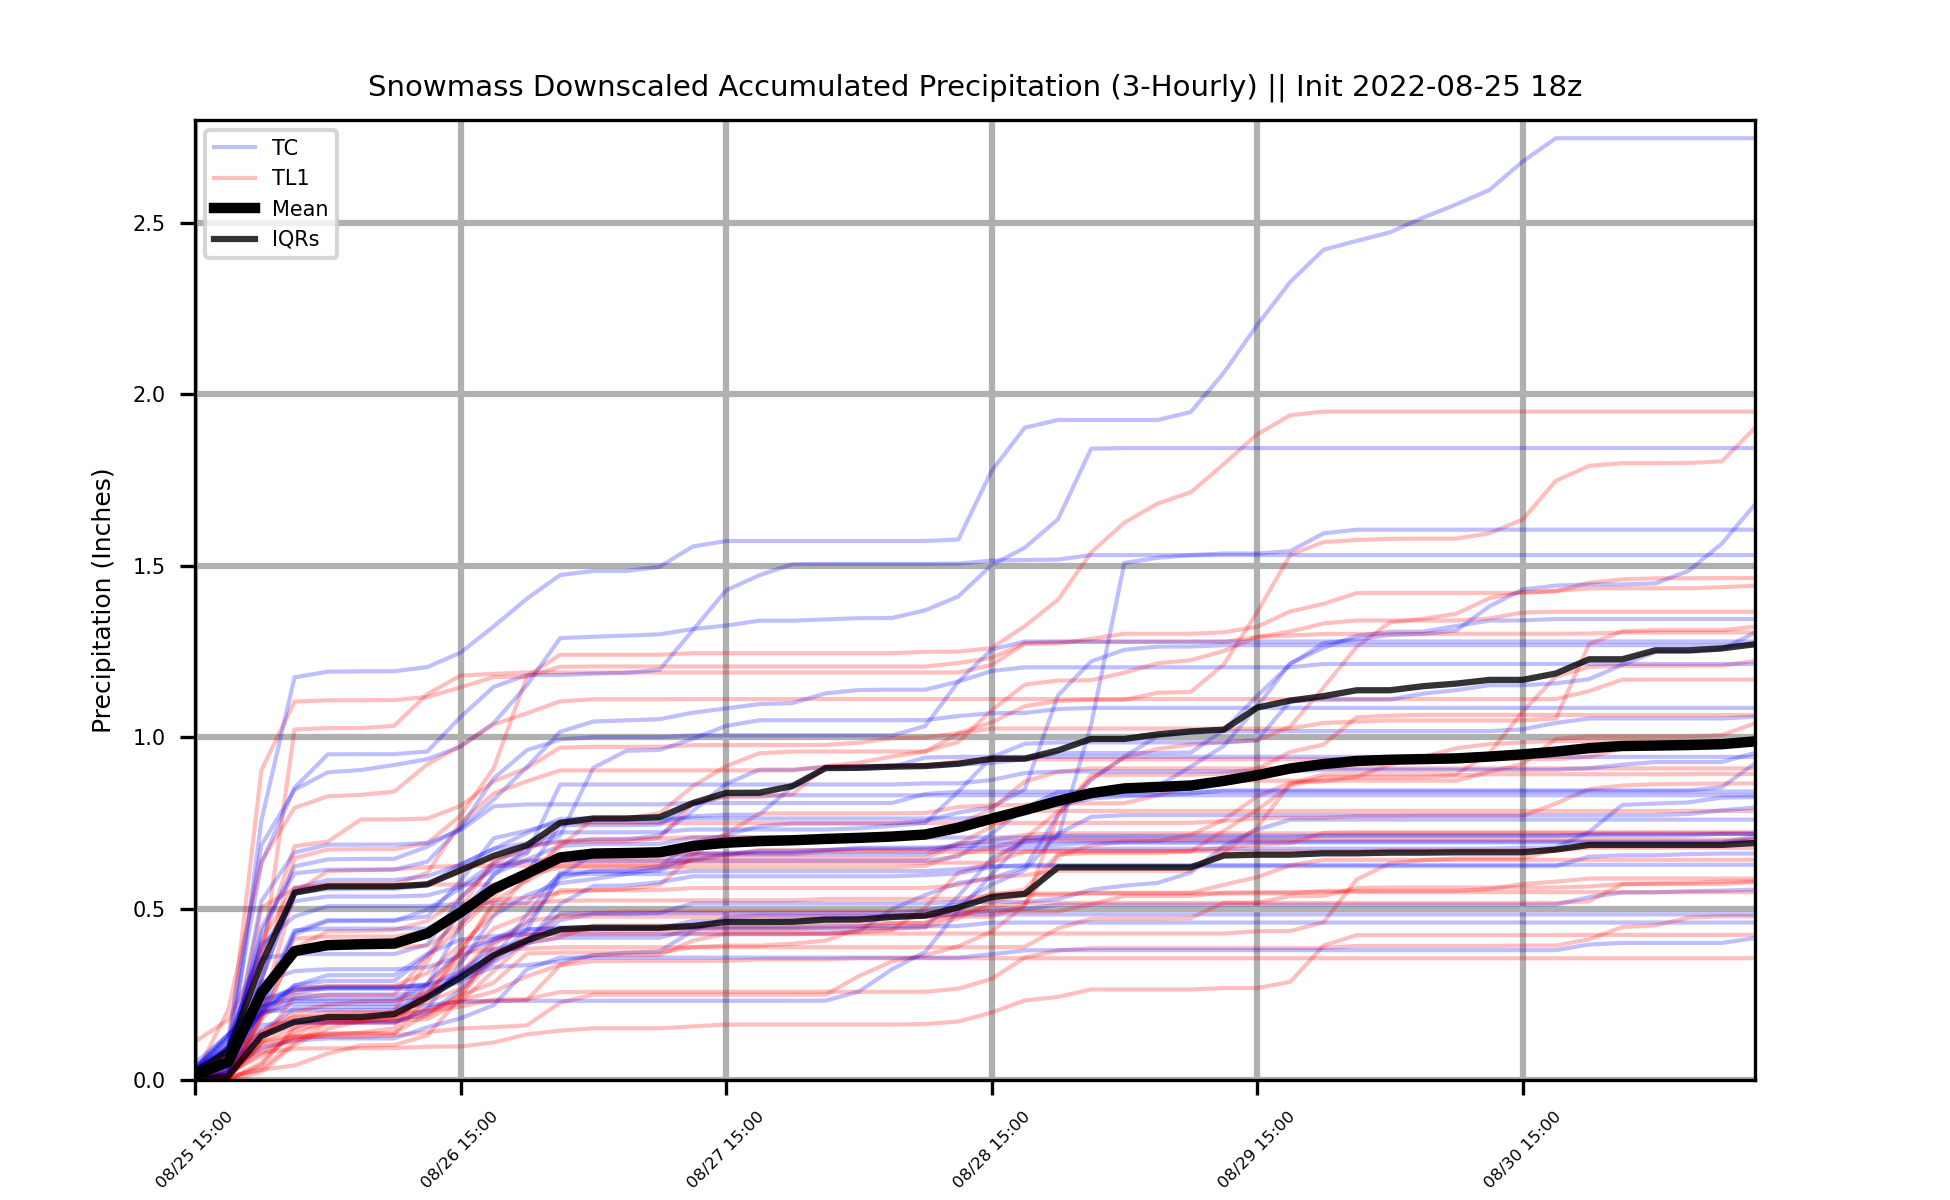 Snowmass Downscaled Accumulated Precipitation (3-Hourly) || Init 2022-08-25 18z
TC
TL1
Mean
IQRs
Precipitation (Inches)
2.5
2.0
1.5
1.0
0.5
0.0
08/25 15:00
08/26 15:00
08/27 15:00
08/28 15:00
08/29 15:00
08/30 15:00